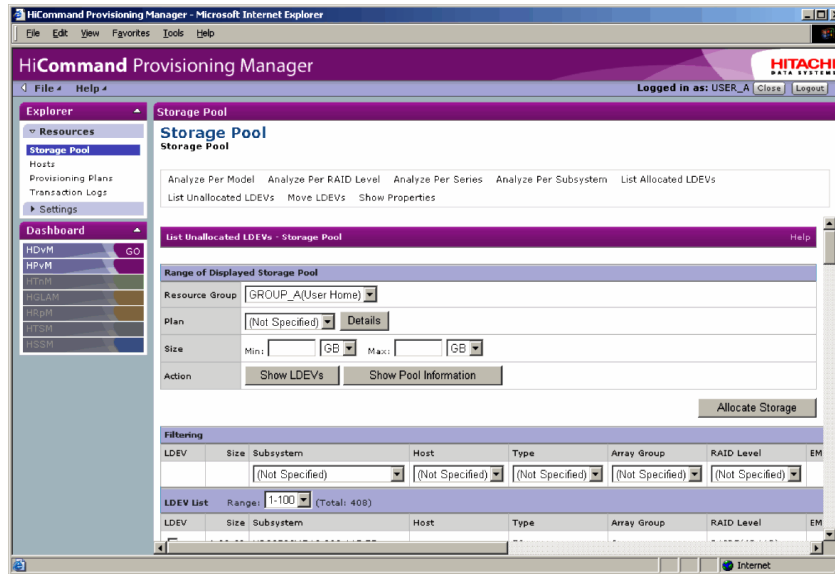 HiCommand Provisioning Manager - Microsoft Internet Explorer
File Edit View Favorites Tools Help
HiCommand Provisioning Manager
HITACHI
DATA SYSTEMS
File Help Logged in as: USER_A Close Logout
Explorer
Resources
Storage Pool
Hosts
Provisioning Plans
Transaction Logs
Settings
Dashboard
HDvM GO
HPvM
HTnM
HGLAM
HRpM
HTSM
HSSM
Storage Pool
Storage Pool
Storage Pool
Analyze Per Model Analyze Per RAID Level Analyze Per Series Analyze Per Subsystem List Allocated LDEVs
List Unallocated LDEVs Move LDEVs Show Properties
List Unallocated LDEVs - Storage Pool Help
Range of Displayed Storage Pool
Resource Group GROUP_A(User Home)
Plan (Not Specified) Details
Size Min: GB Max: GB
Action Show LDEVs Show Pool Information
Allocate Storage
Filtering
LDEV Size Subsystem Host Type Array Group RAID Level EM
(Not Specified) (Not Specified) (Not Specified) (Not Specified) (Not Specified)
LDEV List Range: 1-100 (Total: 408)
LDEV Size Subsystem Host Type Array Group RAID Level EM
Internet